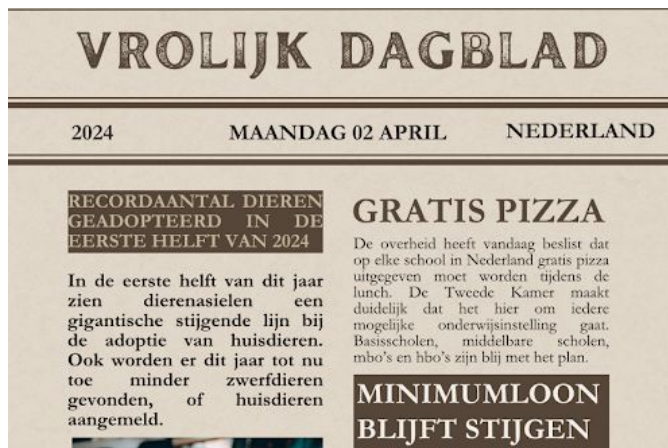 VROLIJK DAGBLAD
2024 MAANDAG 02 APRIL NEDERLAND
RECORDAANTAL DIEREN
GEADOPTEERD IN DE
EERSTE HELFT VAN 2024
In de eerste helft van dit jaar
zien dierenasielen een
gigantische stijgende lijn bij
de adoptie van huisdieren.
Ook worden er dit jaar tot nu
toe minder zwerfdieren
gevonden, of huisdieren
aangemeld.
GRATIS PIZZA
De overheid heeft vandaag beslist dat
op elke school in Nederland gratis pizza
uitgegeven moet worden tijdens de
lunch. De Tweede Kamer maakt
duidelijk dat het hier om iedere
mogelijke onderwijsinstelling gaat.
Basisscholen, middelbare scholen,
mbo's en hbo's zijn blij met het plan.
MINIMUMLOON
BLIJFT STIJGEN